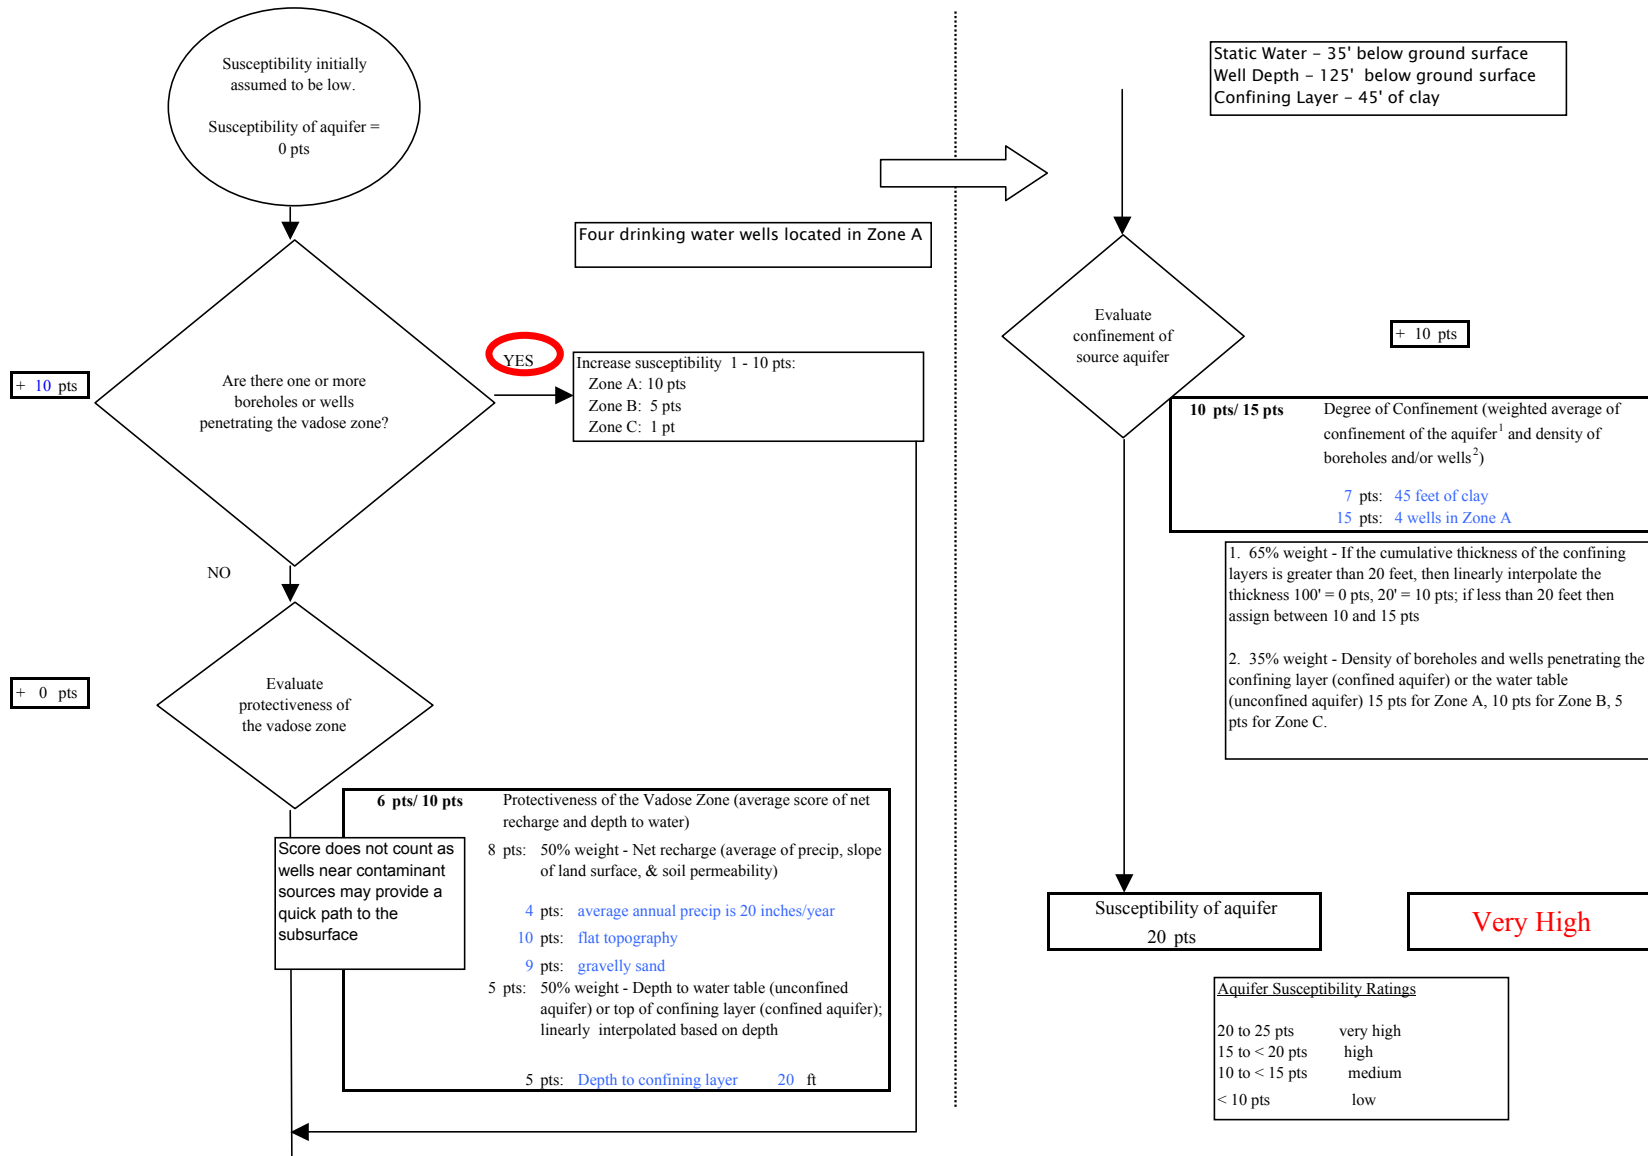 Susceptibility initially
assumed to be low.
Susceptibility of aquifer =
0 pts
Four drinking water wells located in Zone A
+ 10 pts
Are there one or more
boreholes or wells
penetrating the vadose zone?
YES
Increase susceptibility 1 - 10 pts:
Zone A: 10 pts
Zone B: 5 pts
Zone C: 1 pt
NO
+ 0 pts
Evaluate
protectiveness of
the vadose zone
6 pts/ 10 pts Protectiveness of the Vadose Zone (average score of net
recharge and depth to water)
Score does not count as
wells near contaminant
sources may provide a
quick path to the
subsurface
8 pts: 50% weight - Net recharge (average of precip, slope
of land surface, & soil permeability)
4 pts: average annual precip is 20 inches/year
10 pts: flat topography
9 pts: gravelly sand
5 pts: 50% weight - Depth to water table (unconfined
aquifer) or top of confining layer (confined aquifer);
linearly interpolated based on depth
5 pts: Depth to confining layer 20 ft
Static Water – 35' below ground surface
Well Depth – 125' below ground surface
Confining Layer – 45' of clay
Evaluate
confinement of
source aquifer
+ 10 pts
10 pts/ 15 pts Degree of Confinement (weighted average of
confinement of the aquifer1 and density of
boreholes and/or wells2)
7 pts: 45 feet of clay
15 pts: 4 wells in Zone A
1. 65% weight - If the cumulative thickness of the confining
layers is greater than 20 feet, then linearly interpolate the
thickness 100' = 0 pts, 20' = 10 pts; if less than 20 feet then
assign between 10 and 15 pts
2. 35% weight - Density of boreholes and wells penetrating the
confining layer (confined aquifer) or the water table
(unconfined aquifer) 15 pts for Zone A, 10 pts for Zone B, 5
pts for Zone C.
Susceptibility of aquifer
20 pts
Very High
Aquifer Susceptibility Ratings
20 to 25 pts very high
15 to < 20 pts high
10 to < 15 pts medium
< 10 pts low